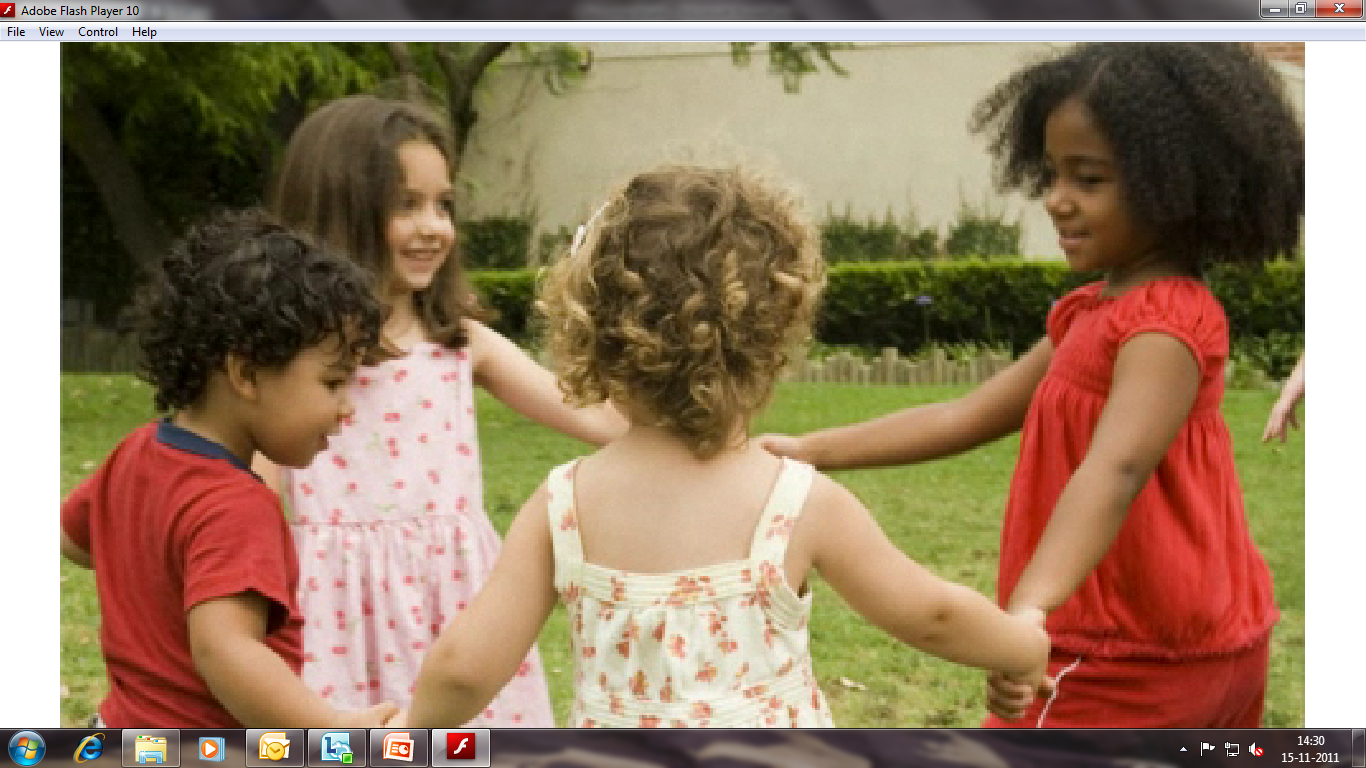 Adobe Flash Player 10
File View Control Help
14:30
15-11-2011